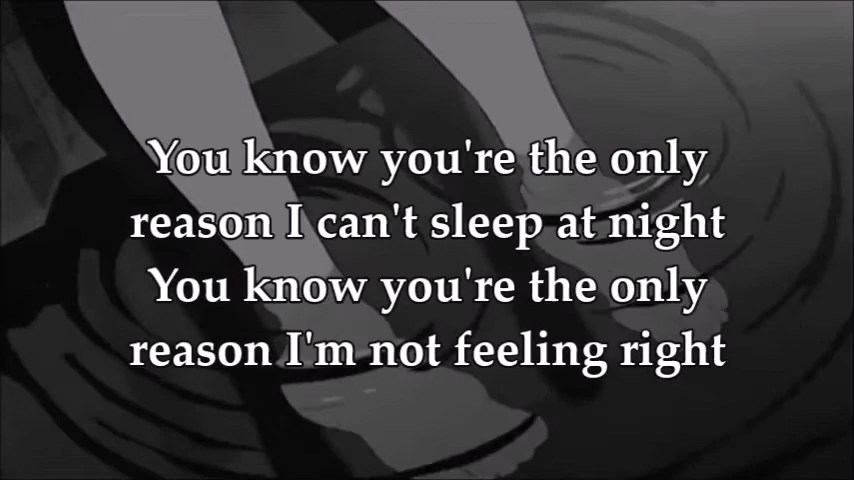 You know you're the only
reason I can't sleep at night
You know you're the only
reason I'm not feeling right